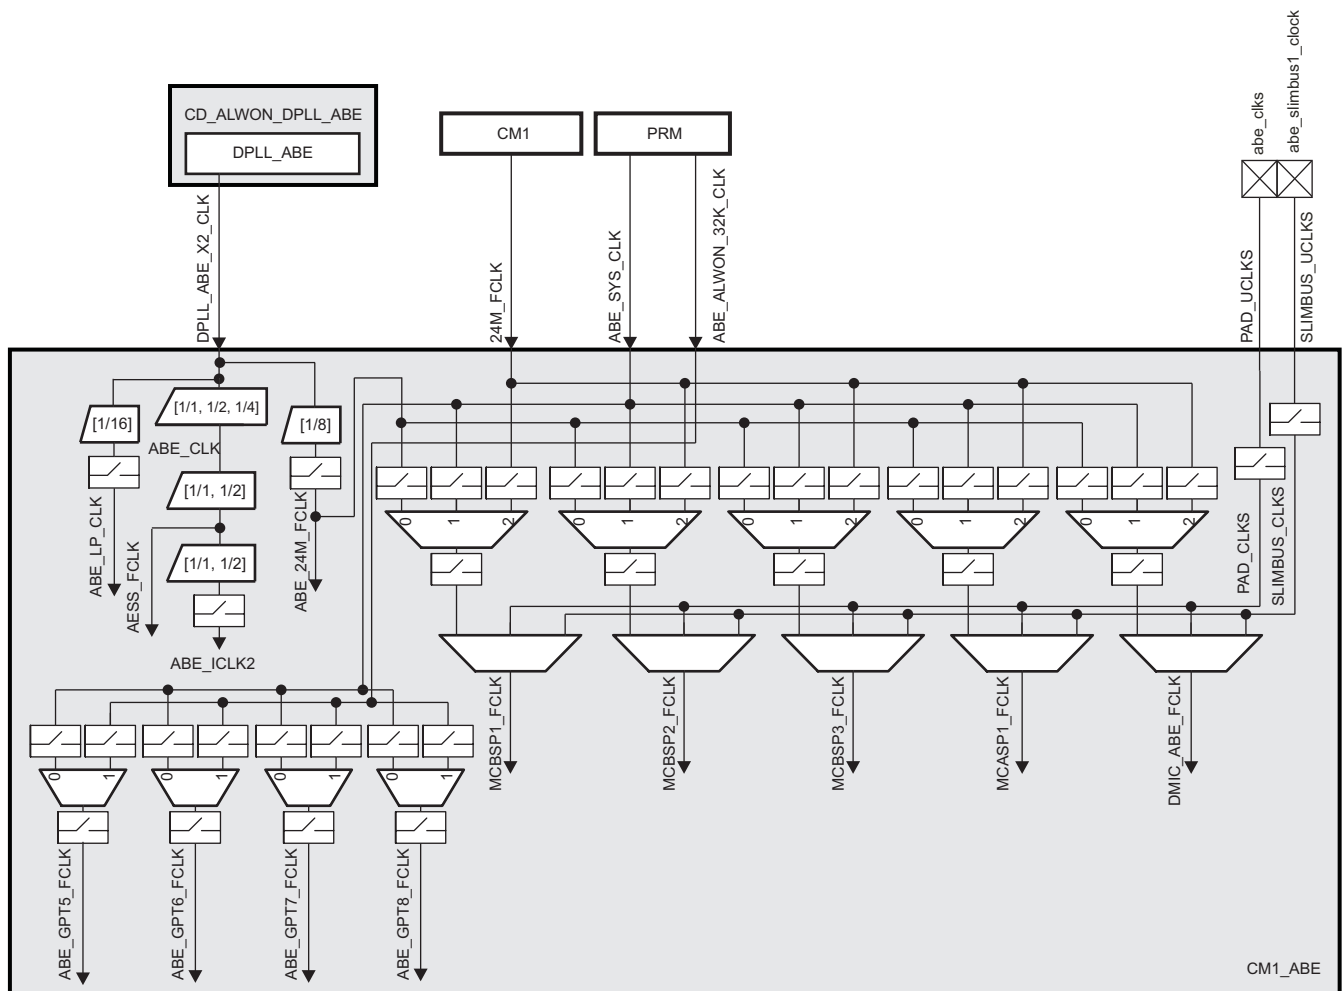 abe_clks
abe_slimbus1_clock
CD_ALWON_DPLL_ABE
DPLL_ABE
CM1
PRM
DPLL_ABE_X2_CLK
24M_FCLK
ABE_SYS_CLK
ABE_ALWON_32K_CLK
PAD_UCLKS
SLIMBUS_UCLKS
[1/1, 1/2, 1/4]
[1/16]
[1/8]
ABE_CLK
[1/1, 1/2]
[1/1, 1/2]
ABE_LP_CLK
AESS_FCLK
ABE_24M_FCLK
ABE_ICLK2
0 1 2
0 1 2
0 1 2
0 1 2
0 1 2
PAD_CLKS
SLIMBUS_CLKS
MCBSP1_FCLK
MCBSP2_FCLK
MCBSP3_FCLK
MCASP1_FCLK
DMIC_ABE_FCLK
0 1
0 1
0 1
0 1
ABE_GPT5_FCLK
ABE_GPT6_FCLK
ABE_GPT7_FCLK
ABE_GPT8_FCLK
CM1_ABE